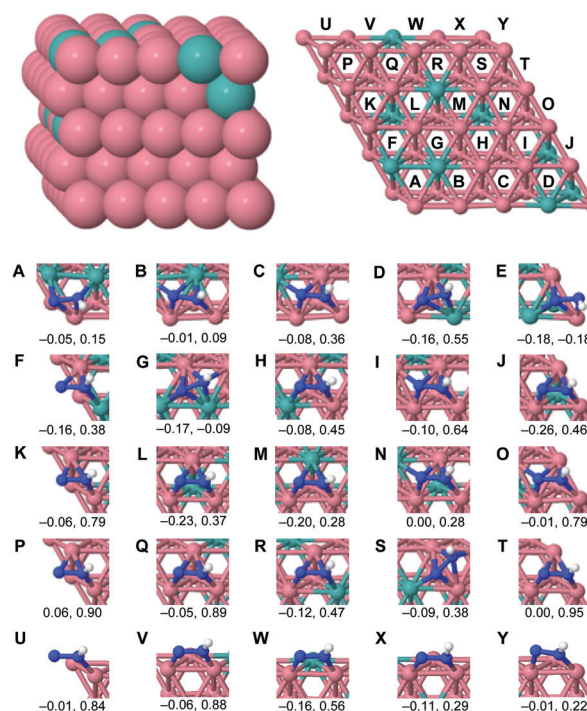 U V W X Y
P Q R S T
K L M N O
F G H I J
A B C D
A B C D E
–0.05, 0.15 –0.01, 0.09 –0.08, 0.36 –0.16, 0.55 –0.18, –0.18
F G H I J
–0.16, 0.38 –0.17, –0.09 –0.08, 0.45 –0.10, 0.64 –0.26, 0.46
K L M N O
–0.06, 0.79 –0.23, 0.37 –0.20, 0.28 0.00, 0.28 –0.01, 0.79
P Q R S T
0.06, 0.90 –0.05, 0.89 –0.12, 0.47 –0.09, 0.38 0.00, 0.95
U V W X Y
–0.01, 0.84 –0.06, 0.88 –0.16, 0.56 –0.11, 0.29 –0.01, 0.22